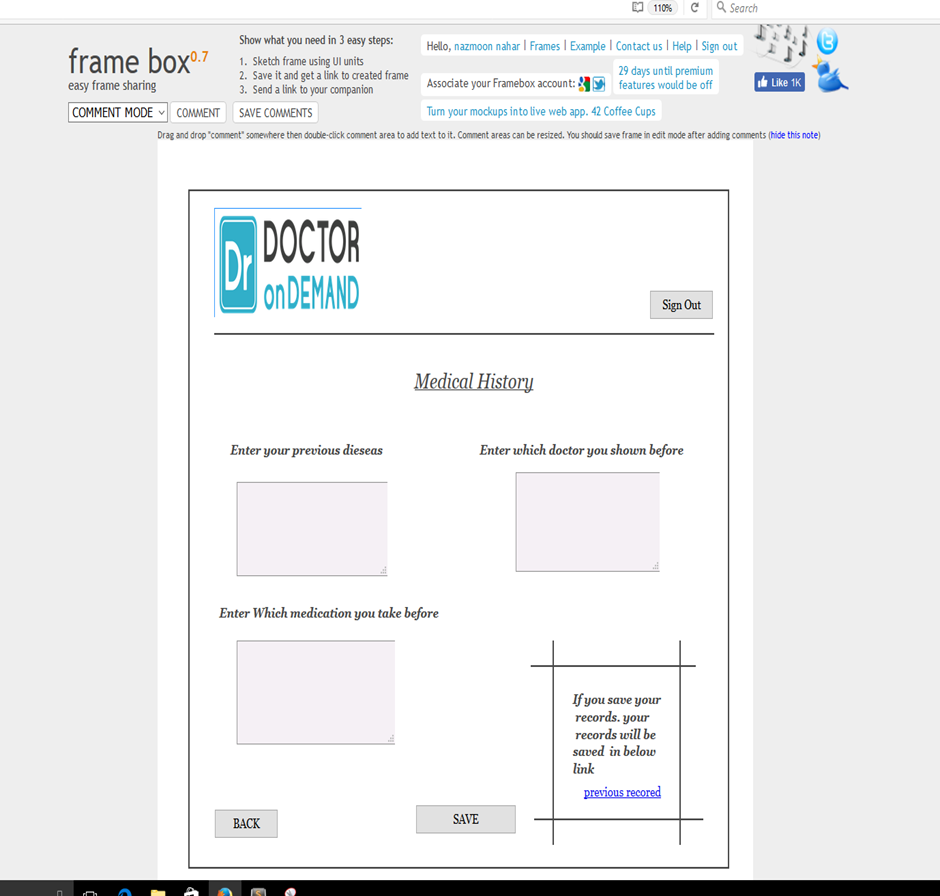 110%
Search
frame box0.7
easy frame sharing
Show what you need in 3 easy steps:
1. Sketch frame using UI units
2. Save it and get a link to created frame
3. Send a link to your companion
Hello, nazmoon nahar | Frames | Example | Contact us | Help | Sign out
Associate your Framebox account:
29 days until premium
features would be off
Like 1K
Turn your mockups into live web app. 42 Coffee Cups
COMMENT MODE
COMMENT
SAVE COMMENTS
Drag and drop "comment" somewhere then double-click comment area to add text to it. Comment areas can be resized. You should save frame in edit mode after adding comments (hide this note)
Dr
DOCTOR
onDEMAND
Sign Out
Medical History
Enter your previous dieseas
Enter which doctor you shown before
Enter Which medication you take before
If you save your
records. your
records will be
saved in below
link
previous recored
BACK
SAVE